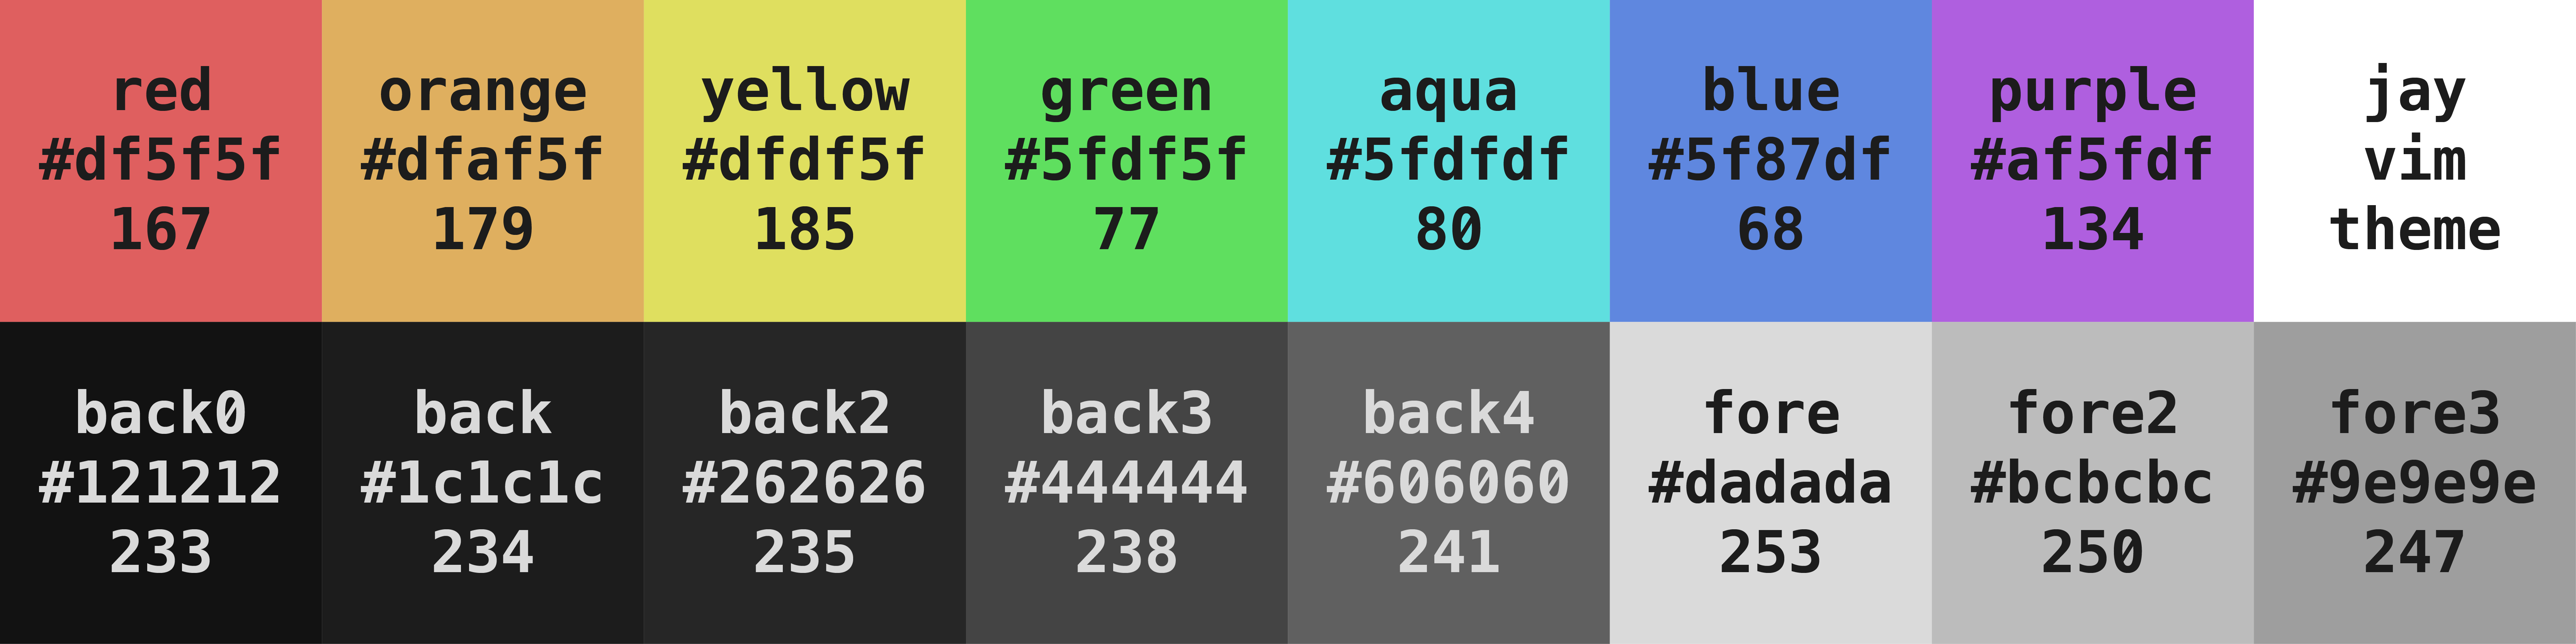 red
#df5f5f
167
orange
#dfaf5f
179
yellow
#dfdf5f
185
green
#5fdf5f
77
aqua
#5fdfdf
80
blue
#5f87df
68
purple
#af5fdf
134
jay
vim
theme
back0
#121212
233
back
#1c1c1c
234
back2
#262626
235
back3
#444444
238
back4
#606060
241
fore
#dadada
253
fore2
#bcbcbc
250
fore3
#9e9e9e
247